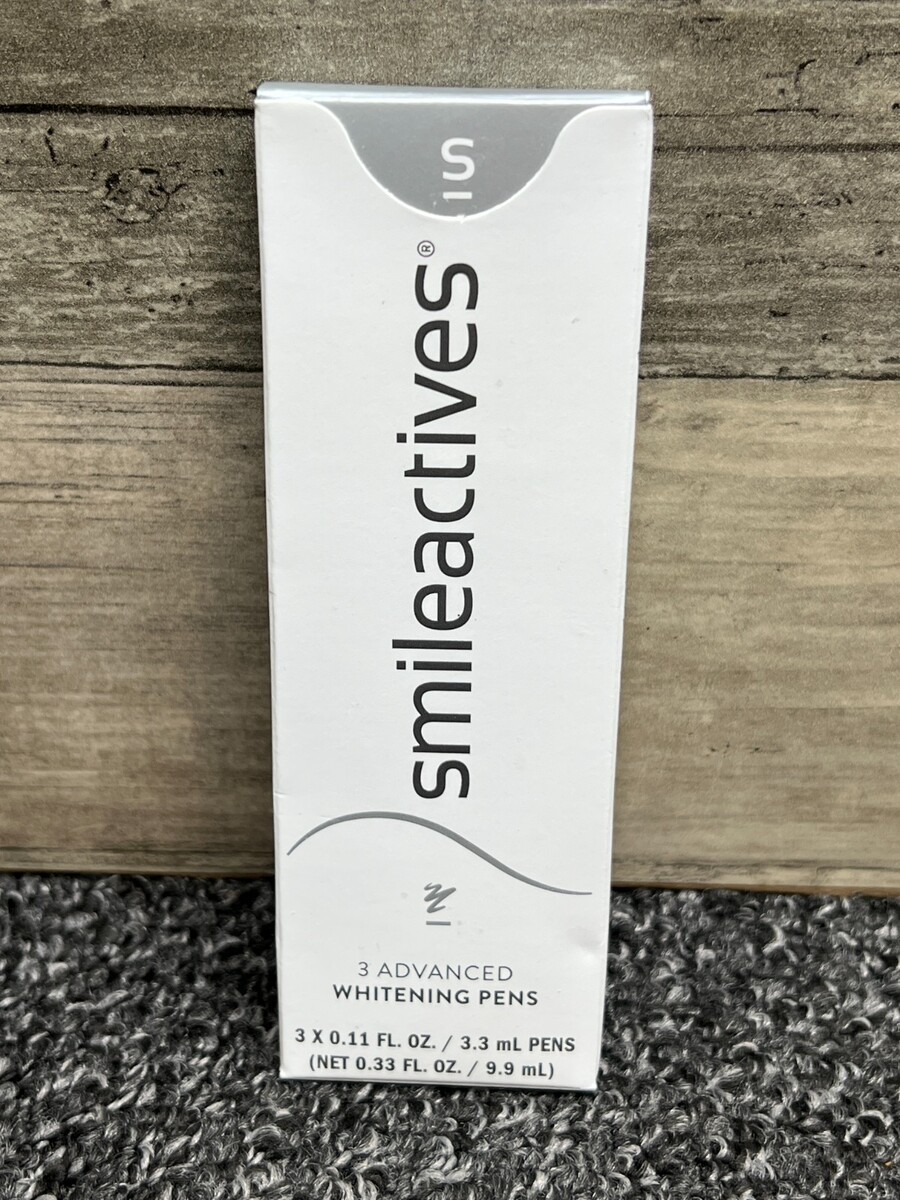 S
smileactives®
3 ADVANCED
WHITENING PENS
3 X 0.11 FL. OZ. / 3.3 mL PENS
(NET 0.33 FL. OZ. / 9.9 mL)